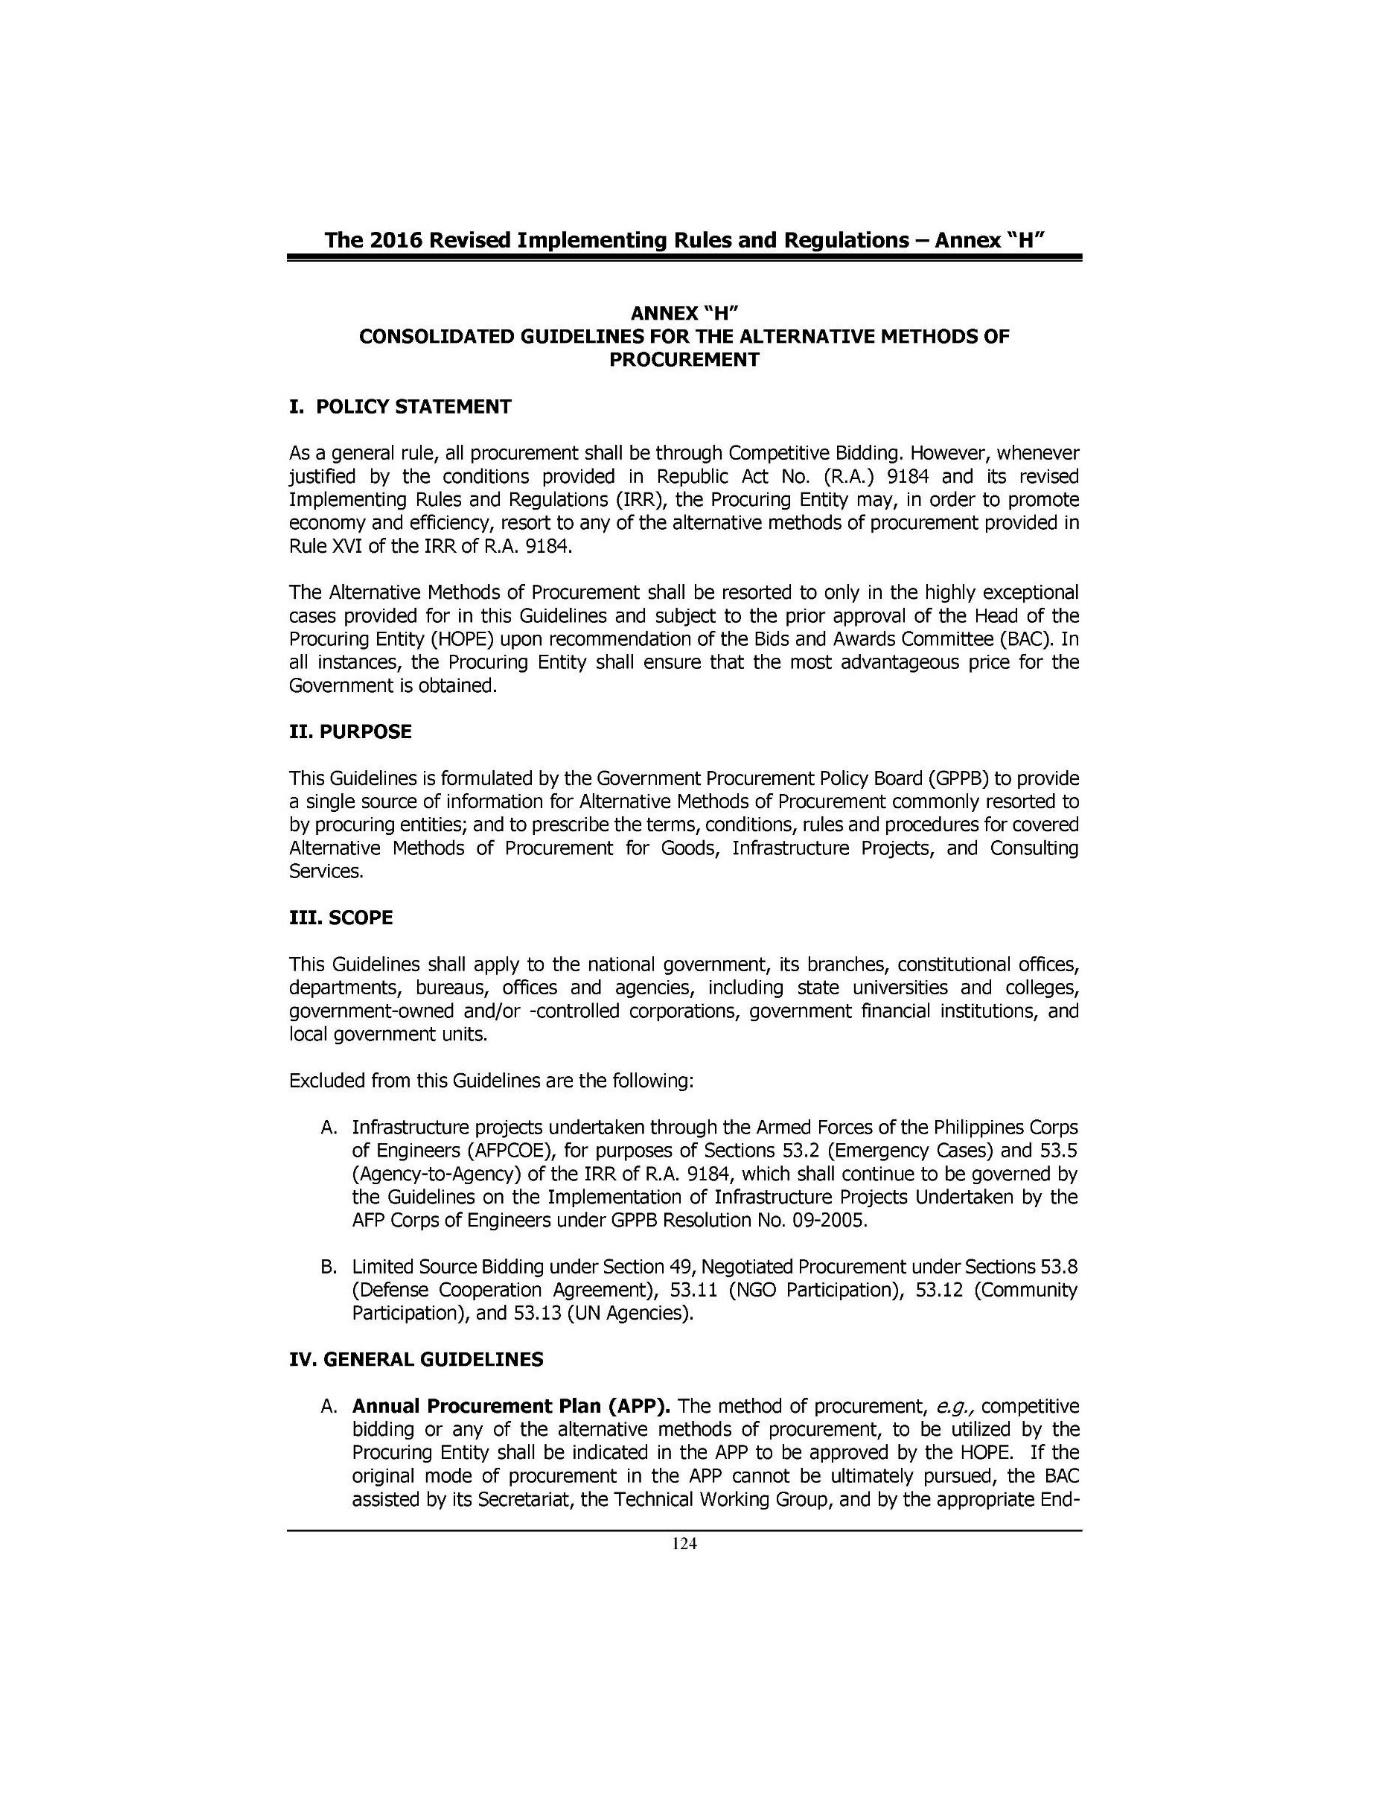 The 2016 Revised Implementing Rules and Regulations – Annex “H”
ANNEX “H”
CONSOLIDATED GUIDELINES FOR THE ALTERNATIVE METHODS OF
PROCUREMENT
I. POLICY STATEMENT
As a general rule, all procurement shall be through Competitive Bidding. However, whenever
justified by the conditions provided in Republic Act No. (R.A.) 9184 and its revised
Implementing Rules and Regulations (IRR), the Procuring Entity may, in order to promote
economy and efficiency, resort to any of the alternative methods of procurement provided in
Rule XVI of the IRR of R.A. 9184.
The Alternative Methods of Procurement shall be resorted to only in the highly exceptional
cases provided for in this Guidelines and subject to the prior approval of the Head of the
Procuring Entity (HOPE) upon recommendation of the Bids and Awards Committee (BAC). In
all instances, the Procuring Entity shall ensure that the most advantageous price for the
Government is obtained.
II. PURPOSE
This Guidelines is formulated by the Government Procurement Policy Board (GPPB) to provide
a single source of information for Alternative Methods of Procurement commonly resorted to
by procuring entities; and to prescribe the terms, conditions, rules and procedures for covered
Alternative Methods of Procurement for Goods, Infrastructure Projects, and Consulting
Services.
III. SCOPE
This Guidelines shall apply to the national government, its branches, constitutional offices,
departments, bureaus, offices and agencies, including state universities and colleges,
government-owned and/or -controlled corporations, government financial institutions, and
local government units.
Excluded from this Guidelines are the following:
A. Infrastructure projects undertaken through the Armed Forces of the Philippines Corps
of Engineers (AFPCOE), for purposes of Sections 53.2 (Emergency Cases) and 53.5
(Agency-to-Agency) of the IRR of R.A. 9184, which shall continue to be governed by
the Guidelines on the Implementation of Infrastructure Projects Undertaken by the
AFP Corps of Engineers under GPPB Resolution No. 09-2005.
B. Limited Source Bidding under Section 49, Negotiated Procurement under Sections 53.8
(Defense Cooperation Agreement), 53.11 (NGO Participation), 53.12 (Community
Participation), and 53.13 (UN Agencies).
IV. GENERAL GUIDELINES
A. Annual Procurement Plan (APP). The method of procurement, e.g., competitive
bidding or any of the alternative methods of procurement, to be utilized by the
Procuring Entity shall be indicated in the APP to be approved by the HOPE. If the
original mode of procurement in the APP cannot be ultimately pursued, the BAC
assisted by its Secretariat, the Technical Working Group, and by the appropriate End-
124